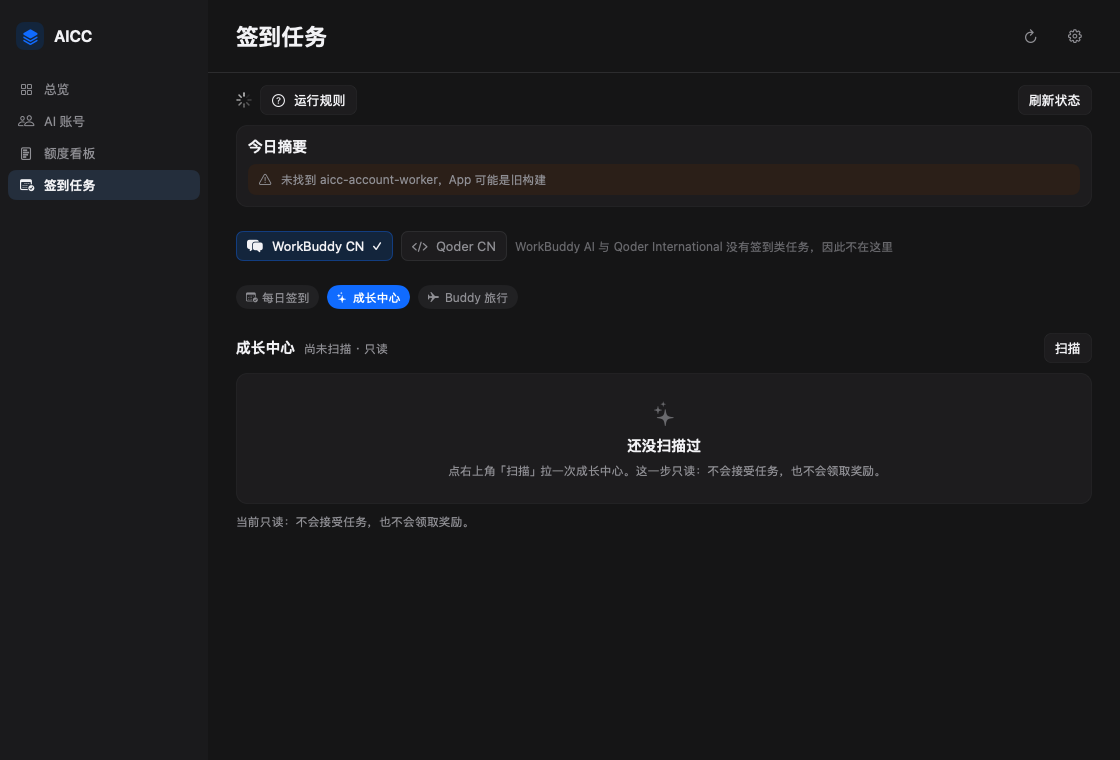 AICC
总览
AI 账号
额度看板
签到任务
签到任务
运行规则
刷新状态
今日摘要
未找到 aicc-account-worker，App 可能是旧构建
WorkBuddy CN
Qoder CN
WorkBuddy AI 与 Qoder International 没有签到类任务，因此不在这里
每日签到
成长中心
Buddy 旅行
成长中心 尚未扫描 · 只读
扫描
还没扫描过
点右上角「扫描」拉一次成长中心。这一步只读：不会接受任务，也不会领取奖励。
当前只读：不会接受任务，也不会领取奖励。